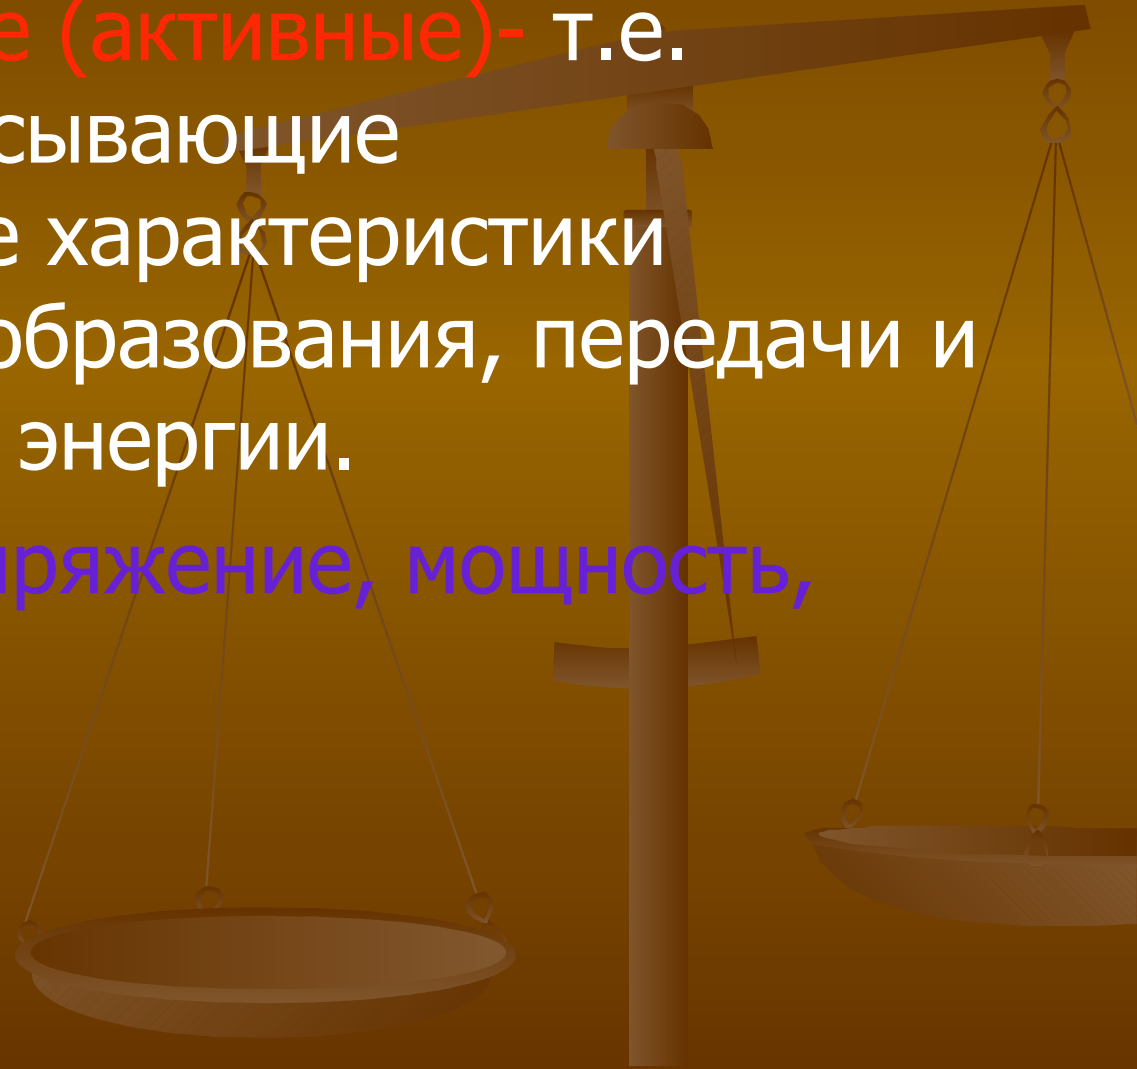 е (активные)- т.е.
сывающие
е характеристики
образования, передачи и
энергии.
пряжение, мощность,